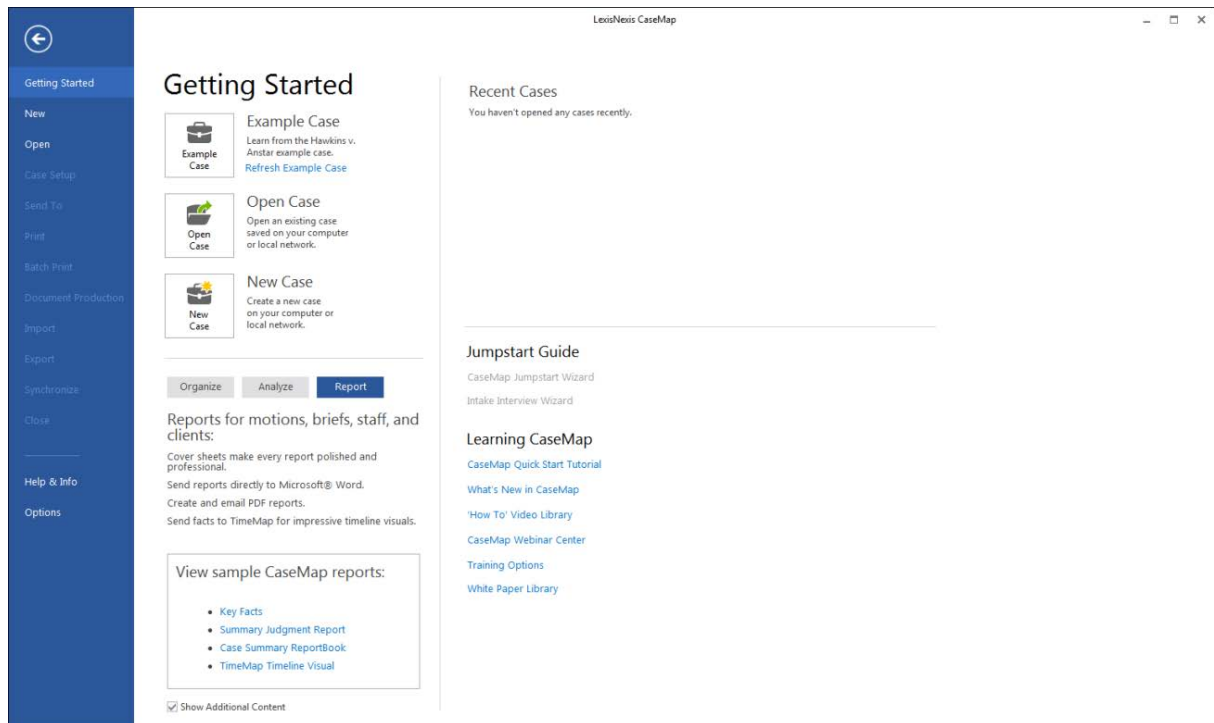 LexisNexis CaseMap
Getting Started
New
Open
Case Setup
Send To
Print
Batch Print
Document Production
Import
Export
Synchronize
Close
Help & Info
Options
Getting Started
Example
Case
Example Case
Learn from the Hawkins v.
Anstar example case.
Refresh Example Case
Open
Case
Open Case
Open an existing case
saved on your computer
or local network.
New
Case
New Case
Create a new case
on your computer or
local network.
Organize
Analyze
Report
Reports for motions, briefs, staff, and
clients:
Cover sheets make every report polished and
professional.
Send reports directly to Microsoft® Word.
Create and email PDF reports.
Send facts to TimeMap for impressive timeline visuals.
View sample CaseMap reports:
• Key Facts
• Summary Judgment Report
• Case Summary ReportBook
• TimeMap Timeline Visual
Show Additional Content
Recent Cases
You haven't opened any cases recently.
Jumpstart Guide
CaseMap Jumpstart Wizard
Intake Interview Wizard
Learning CaseMap
CaseMap Quick Start Tutorial
What's New in CaseMap
'How To' Video Library
CaseMap Webinar Center
Training Options
White Paper Library